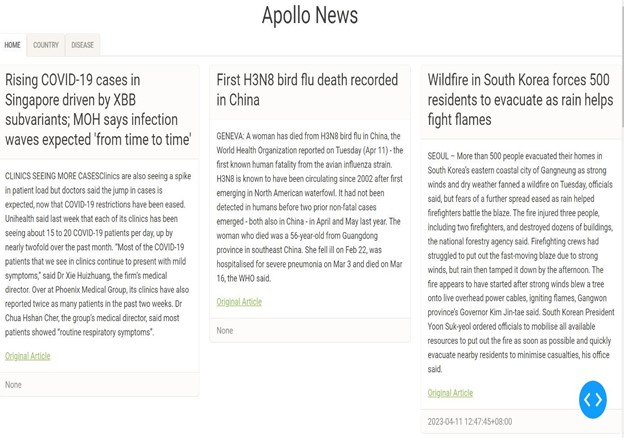 Apollo News
HOME
COUNTRY
DISEASE
Rising COVID-19 cases in
Singapore driven by XBB
subvariants; MOH says infection
waves expected 'from time to time'
CLINICS SEEING MORE CASESClinics are also seeing a spike
in patient load but doctors said the jump in cases is
expected, now that COVID-19 restrictions have been eased.
Unihealth said last week that each of its clinics has been
seeing about 15 to 20 COVID-19 patients per day, up by
nearly twofold over the past month. "Most of the COVID-19
patients that we see in clinics continue to present with mild
symptoms," said Dr Xie Huizhuang, the firm's medical
director. Over at Phoenix Medical Group, its clinics have also
reported twice as many patients in the past two weeks. Dr
Chua Hshan Cher, the group's medical director, said most
patients showed "routine respiratory symptoms".
Original Article
None
First H3N8 bird flu death recorded
in China
GENEVA: A woman has died from H3N8 bird flu in China, the
World Health Organization reported on Tuesday (Apr 11) - the
first known human fatality from the avian influenza strain.
H3N8 is known to have been circulating since 2002 after first
emerging in North American waterfowl. It had not been
detected in humans before two prior non-fatal cases
emerged - both also in China - in April and May last year. The
woman who died was a 56-year-old from Guangdong
province in southeast China. She fell ill on Feb 22, was
hospitalised for severe pneumonia on Mar 3 and died on Mar
16, the WHO said.
Original Article
None
Wildfire in South Korea forces 500
residents to evacuate as rain helps
fight flames
SEOUL – More than 500 people evacuated their homes in
South Korea's eastern coastal city of Gangneung as strong
winds and dry weather fanned a wildfire on Tuesday, officials
said, but fears of a further spread eased as rain helped
firefighters battle the blaze. The fire injured three people,
including two firefighters, and destroyed dozens of buildings,
the national forestry agency said. Firefighting crews had
struggled to put out the fast-moving blaze due to strong
winds, but rain then tamped it down by the afternoon. The
fire appears to have started after strong winds blew a tree
onto live overhead power cables, igniting flames, Gangwon
province's Governor Kim Jin-tae said. South Korean President
Yoon Suk-yeol ordered officials to mobilise all available
resources to put out the fire as soon as possible and quickly
evacuate nearby residents to minimise casualties, his office
said.
Original Article
2023-04-11 12:47:45+08:00